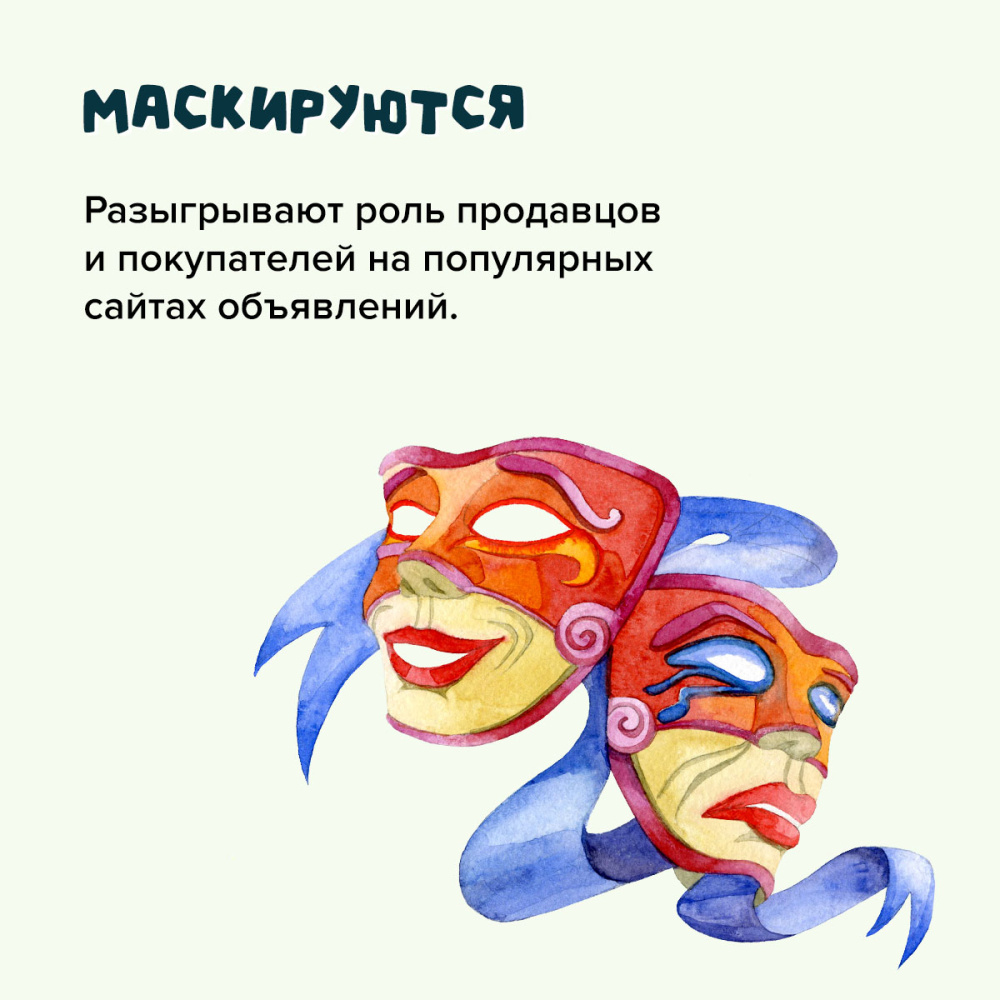 МАСКИРУЮТСЯ
Разыгрывают роль продавцов
и покупателей на популярных
сайтах объявлений.